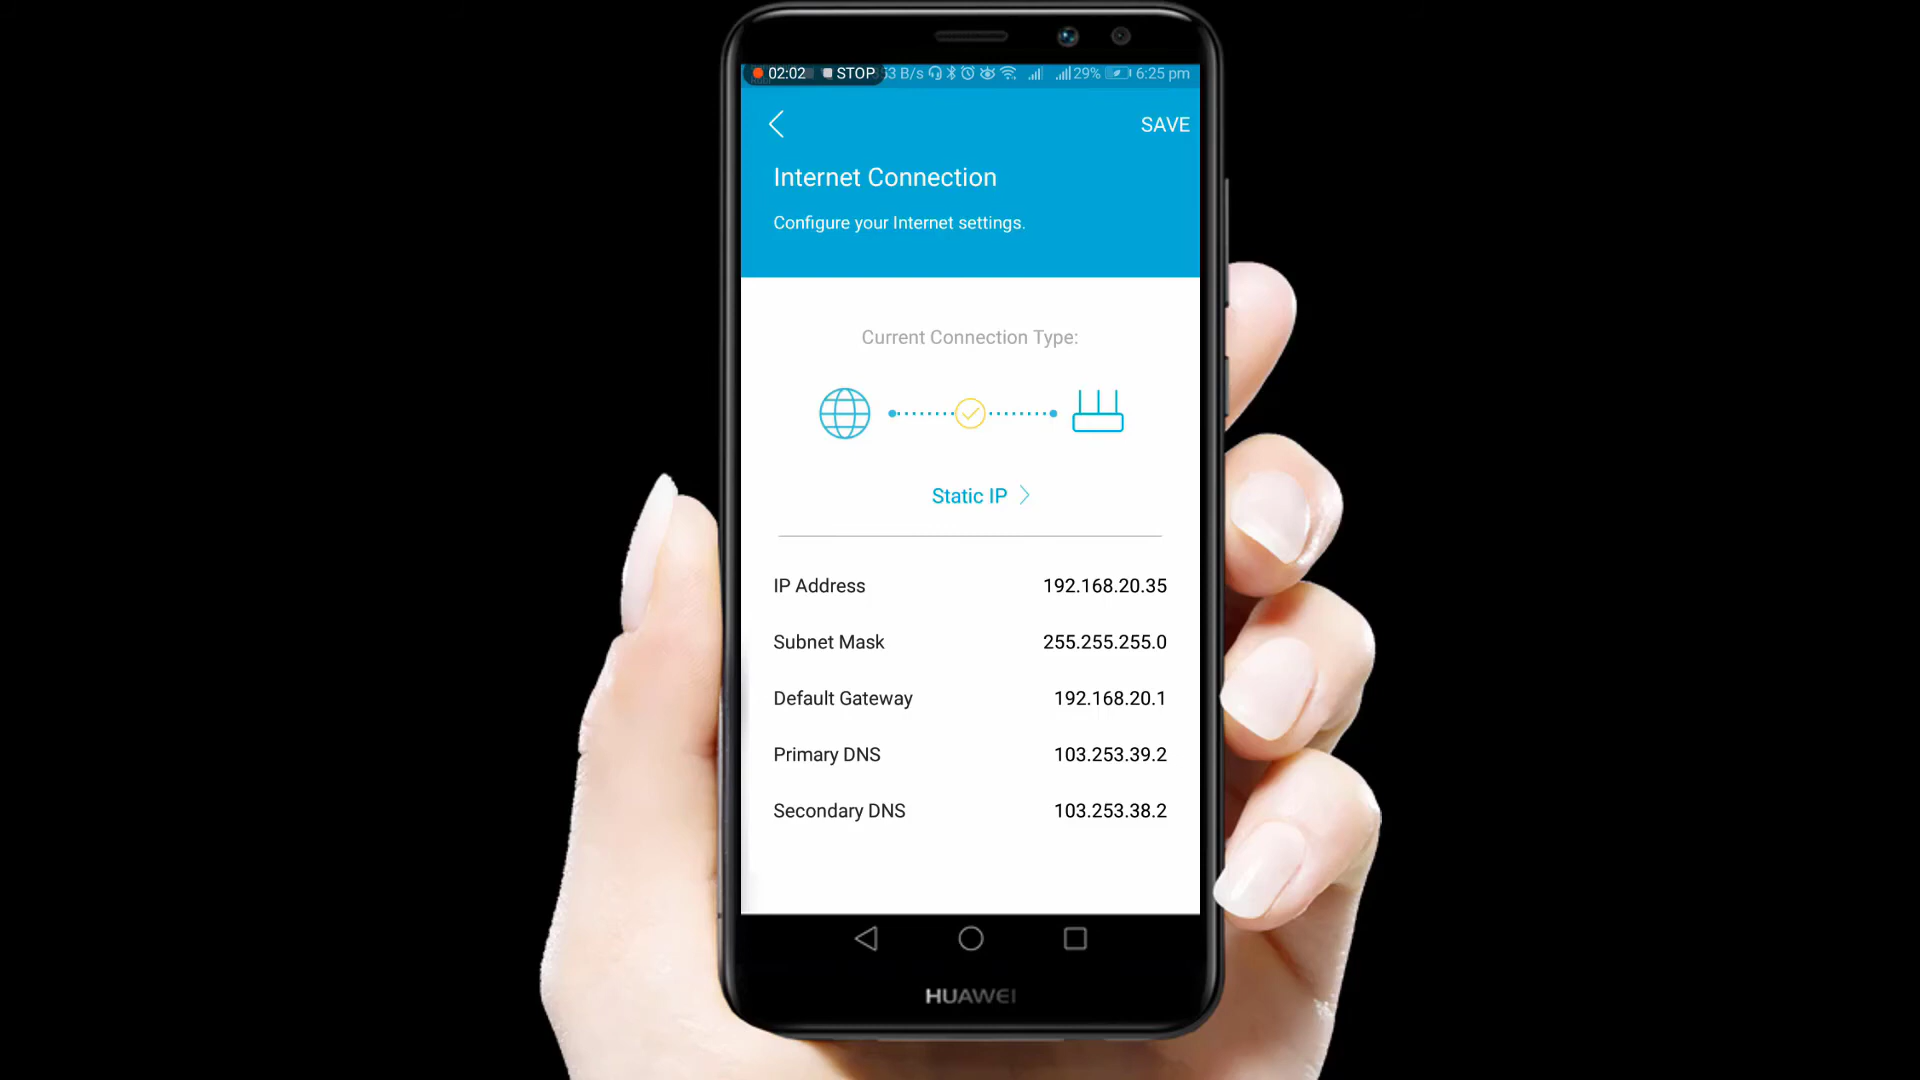 02:02 STOP 53 B/s 29% 6:25 pm
SAVE
Internet Connection
Configure your Internet settings.
Current Connection Type:
Static IP
IP Address 192.168.20.35
Subnet Mask 255.255.255.0
Default Gateway 192.168.20.1
Primary DNS 103.253.39.2
Secondary DNS 103.253.38.2
HUAWEI